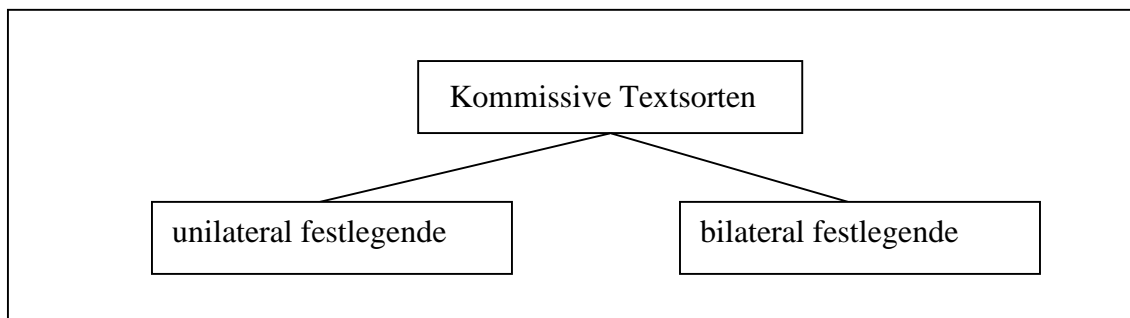 Kommissive Textsorten
unilateral festlegende
bilateral festlegende